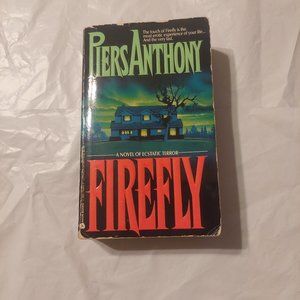 The touch of Firefly is the
most erotic experience of your life...
And the very last.
PIERS ANTHONY
A NOVEL OF ECSTATIC TERROR
FIREFLY